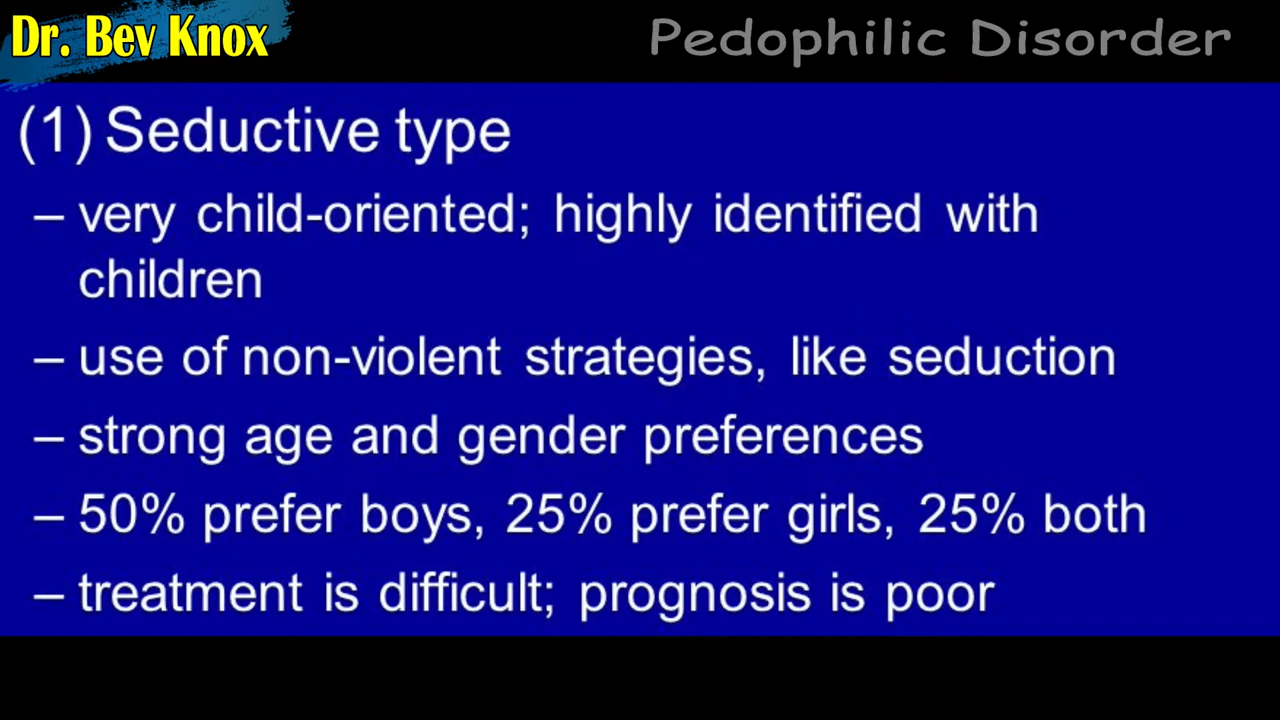 Dr. Bev Knox
Pedophilic Disorder
(1) Seductive type
– very child-oriented; highly identified with
children
– use of non-violent strategies, like seduction
– strong age and gender preferences
– 50% prefer boys, 25% prefer girls, 25% both
– treatment is difficult; prognosis is poor